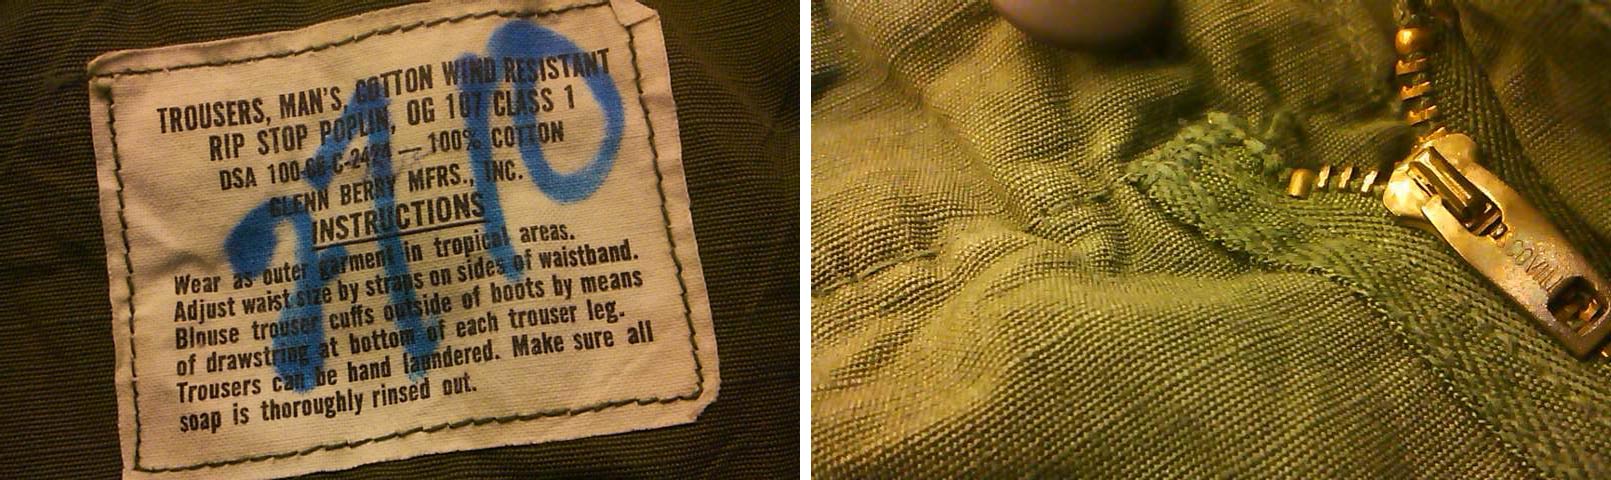 TROUSERS, MAN'S, COTTON WIND RESISTANT
RIP STOP POPLIN, OG 107 CLASS 1
DSA 100-68 C-2474 — 100% COTTON
GLENN BERRY MFRS., INC.
INSTRUCTIONS
Wear as outer garment in tropical areas.
Adjust waist size by straps on sides of waistband.
Blouse trouser cuffs outside of boots by means
of drawstring at bottom of each trouser leg.
Trousers can be hand laundered. Make sure all
soap is thoroughly rinsed out.
SCOVILL